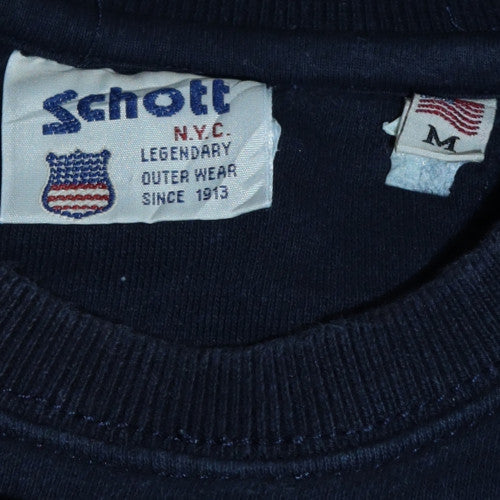 Schott
N.Y.C.
LEGENDARY
OUTER WEAR
SINCE 1913
M